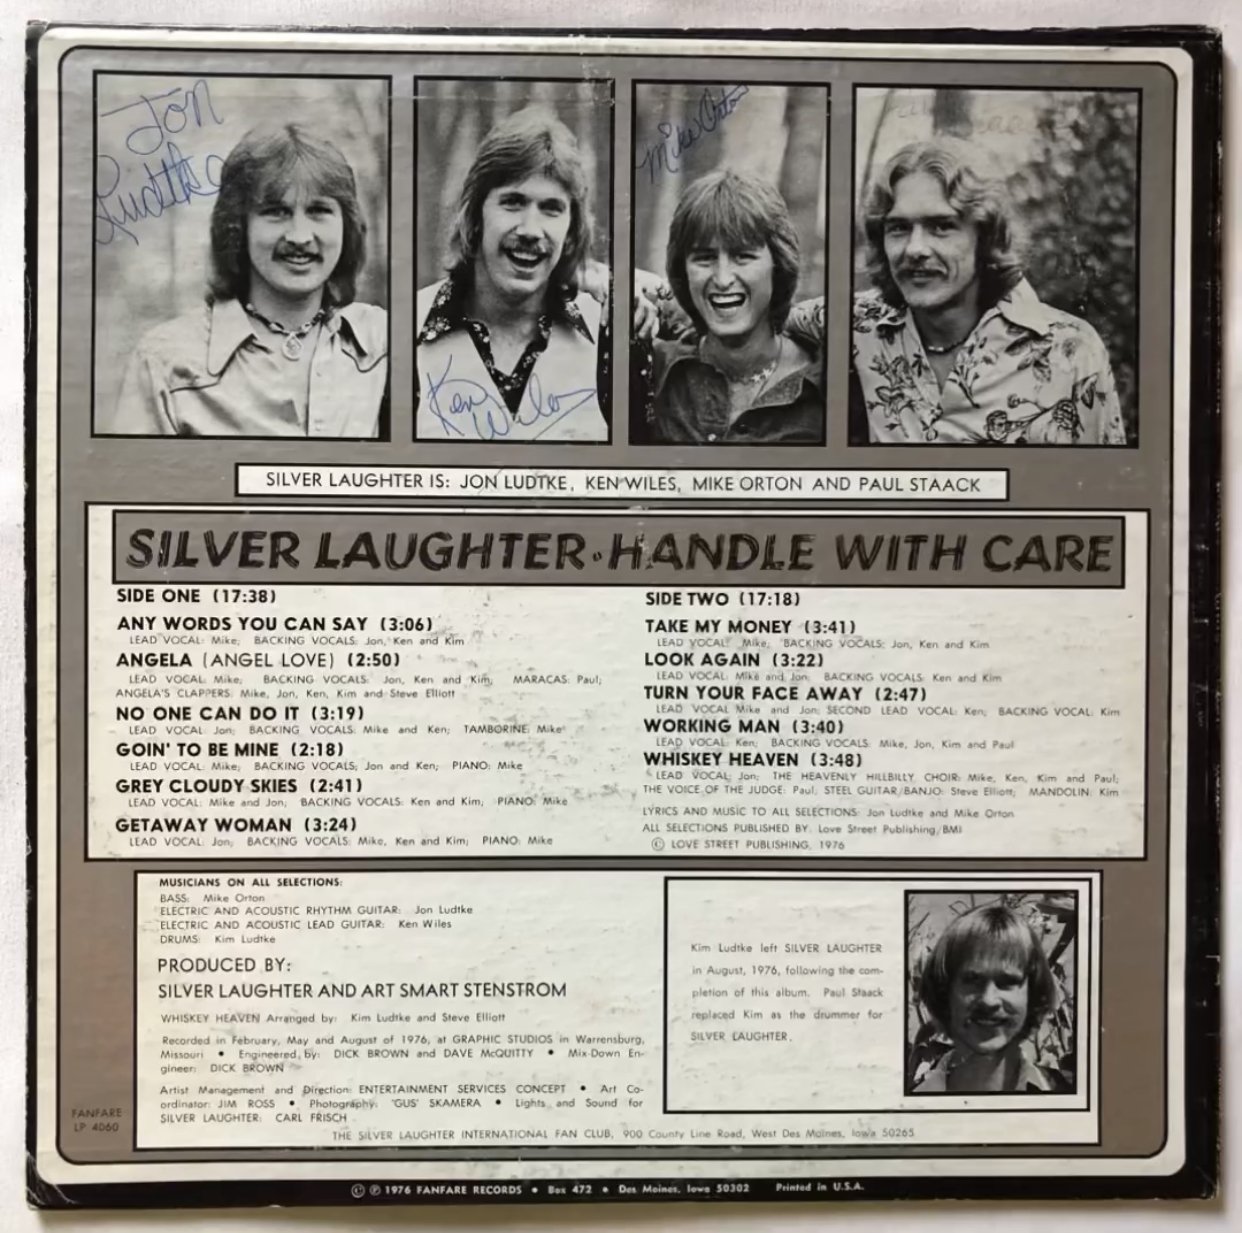 Jon
Ludtke
Mike Orton
Ken
Wiles
SILVER LAUGHTER IS: JON LUDTKE, KEN WILES, MIKE ORTON AND PAUL STAACK
SILVER LAUGHTER · HANDLE WITH CARE
SIDE ONE (17:38)
ANY WORDS YOU CAN SAY (3:06)
LEAD VOCAL: Mike; BACKING VOCALS: Jon, Ken and Kim
ANGELA (ANGEL LOVE) (2:50)
LEAD VOCAL: Mike; BACKING VOCALS: Jon, Ken and Kim; MARACAS: Paul;
ANGELA'S CLAPPERS: Mike, Jon, Ken, Kim and Steve Elliott
NO ONE CAN DO IT (3:19)
LEAD VOCAL: Jon; BACKING VOCALS: Mike and Ken; TAMBORINE: Mike
GOIN' TO BE MINE (2:18)
LEAD VOCAL: Mike; BACKING VOCALS; Jon and Ken; PIANO: Mike
GREY CLOUDY SKIES (2:41)
LEAD VOCAL: Mike and Jon; BACKING VOCALS: Ken and Kim; PIANO: Mike
GETAWAY WOMAN (3:24)
LEAD VOCAL: Jon; BACKING VOCALS: Mike, Ken and Kim; PIANO: Mike
SIDE TWO (17:18)
TAKE MY MONEY (3:41)
LEAD VOCAL: Mike; BACKING VOCALS: Jon, Ken and Kim
LOOK AGAIN (3:22)
LEAD VOCAL: Mike and Jon; BACKING VOCALS: Ken and Kim
TURN YOUR FACE AWAY (2:47)
LEAD VOCAL Mike and Jon; SECOND LEAD VOCAL: Ken; BACKING VOCAL: Kim
WORKING MAN (3:40)
LEAD VOCAL: Ken; BACKING VOCALS: Mike, Jon, Kim and Paul
WHISKEY HEAVEN (3:48)
LEAD VOCAL: Jon; THE HEAVENLY HILLBILLY CHOIR: Mike, Ken, Kim and Paul;
THE VOICE OF THE JUDGE: Paul; STEEL GUITAR/BANJO: Steve Elliott; MANDOLIN: Kim
LYRICS AND MUSIC TO ALL SELECTIONS: Jon Ludtke and Mike Orton
ALL SELECTIONS PUBLISHED BY: Love Street Publishing/BMI
© LOVE STREET PUBLISHING, 1976
MUSICIANS ON ALL SELECTIONS:
BASS: Mike Orton
ELECTRIC AND ACOUSTIC RHYTHM GUITAR: Jon Ludtke
ELECTRIC AND ACOUSTIC LEAD GUITAR: Ken Wiles
DRUMS: Kim Ludtke
PRODUCED BY:
SILVER LAUGHTER AND ART SMART STENSTROM
WHISKEY HEAVEN Arranged by: Kim Ludtke and Steve Elliott
Recorded in February, May and August of 1976, at GRAPHIC STUDIOS in Warrensburg,
Missouri • Engineered by: DICK BROWN and DAVE McQUITTY • Mix-Down En-
gineer: DICK BROWN
Artist Management and Direction: ENTERTAINMENT SERVICES CONCEPT • Art Co-
ordinator: JIM ROSS • Photography: 'GUS' SKAMERA • Lights and Sound for
SILVER LAUGHTER: CARL FRISCH
Kim Ludtke left SILVER LAUGHTER
in August, 1976, following the com-
pletion of this album. Paul Staack
replaced Kim as the drummer for
SILVER LAUGHTER.
THE SILVER LAUGHTER INTERNATIONAL FAN CLUB, 900 County Line Road, West Des Moines, Iowa 50265
FANFARE
LP 4060
© ℗ 1976 FANFARE RECORDS • Box 472 • Des Moines, Iowa 50302 Printed in U.S.A.